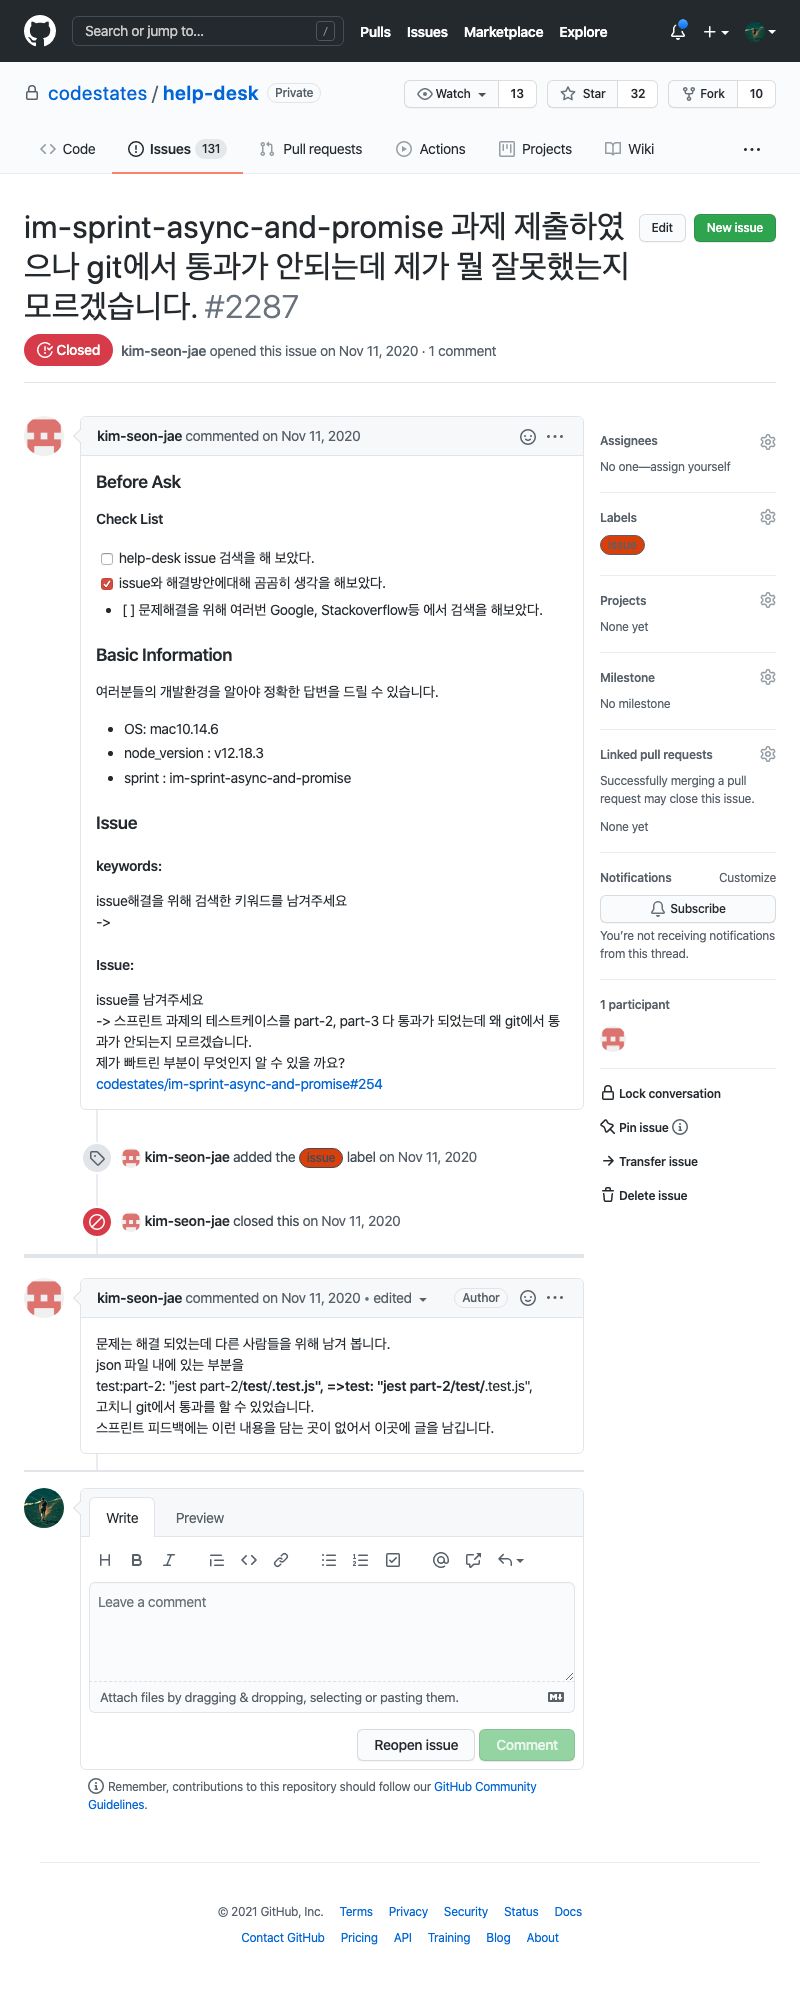 Search or jump to... /
Pulls Issues Marketplace Explore
codestates / help-desk Private
Watch 13 Star 32 Fork 10
Code Issues 131 Pull requests Actions Projects Wiki ...
im-sprint-async-and-promise 과제 제출하였
으나 git에서 통과가 안되는데 제가 뭘 잘못했는지
모르겠습니다. #2287
Edit New issue
Closed kim-seon-jae opened this issue on Nov 11, 2020 · 1 comment
kim-seon-jae commented on Nov 11, 2020
Before Ask
Check List
help-desk issue 검색을 해 보았다.
issue와 해결방안에대해 곰곰히 생각을 해보았다.
• [ ] 문제해결을 위해 여러번 Google, Stackoverflow등 에서 검색을 해보았다.
Basic Information
여러분들의 개발환경을 알아야 정확한 답변을 드릴 수 있습니다.
• OS: mac10.14.6
• node_version : v12.18.3
• sprint : im-sprint-async-and-promise
Issue
keywords:
issue해결을 위해 검색한 키워드를 남겨주세요
->
Issue:
issue를 남겨주세요
-> 스프린트 과제의 테스트케이스를 part-2, part-3 다 통과가 되었는데 왜 git에서 통
과가 안되는지 모르겠습니다.
제가 빠트린 부분이 무엇인지 알 수 있을 까요?
codestates/im-sprint-async-and-promise#254
Assignees
No one—assign yourself
Labels
issue
Projects
None yet
Milestone
No milestone
Linked pull requests
Successfully merging a pull
request may close this issue.
None yet
Notifications Customize
Subscribe
You're not receiving notifications
from this thread.
1 participant
Lock conversation
Pin issue
Transfer issue
Delete issue
kim-seon-jae added the issue label on Nov 11, 2020
kim-seon-jae closed this on Nov 11, 2020
kim-seon-jae commented on Nov 11, 2020 • edited Author
문제는 해결 되었는데 다른 사람들을 위해 남겨 봅니다.
json 파일 내에 있는 부분을
test:part-2: "jest part-2/test/.test.js", =>test: "jest part-2/test/.test.js",
고치니 git에서 통과를 할 수 있었습니다.
스프린트 피드백에는 이런 내용을 담는 곳이 없어서 이곳에 글을 남깁니다.
Write Preview
Leave a comment
Attach files by dragging & dropping, selecting or pasting them.
Reopen issue Comment
Remember, contributions to this repository should follow our GitHub Community
Guidelines.
© 2021 GitHub, Inc. Terms Privacy Security Status Docs
Contact GitHub Pricing API Training Blog About